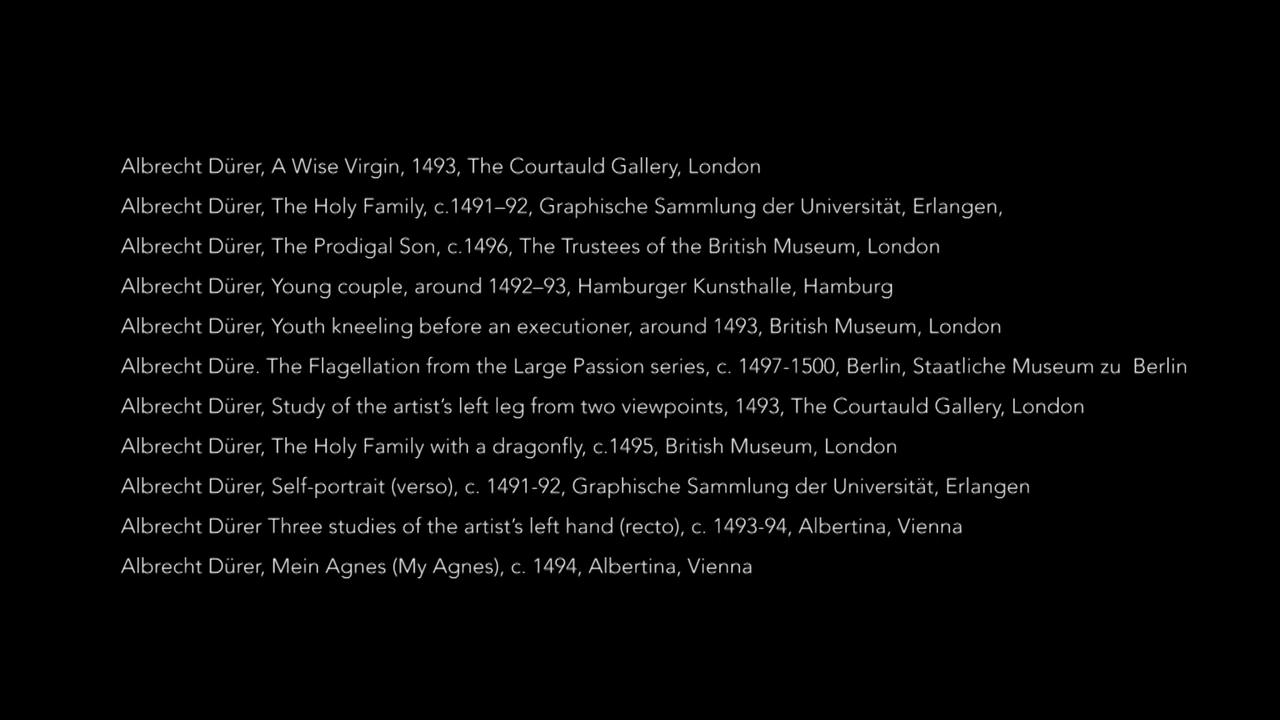 Albrecht Dürer, A Wise Virgin, 1493, The Courtauld Gallery, London
Albrecht Dürer, The Holy Family, c.1491–92, Graphische Sammlung der Universität, Erlangen,
Albrecht Dürer, The Prodigal Son, c.1496, The Trustees of the British Museum, London
Albrecht Dürer, Young couple, around 1492–93, Hamburger Kunsthalle, Hamburg
Albrecht Dürer, Youth kneeling before an executioner, around 1493, British Museum, London
Albrecht Düre. The Flagellation from the Large Passion series, c. 1497-1500, Berlin, Staatliche Museum zu  Berlin
Albrecht Dürer, Study of the artist’s left leg from two viewpoints, 1493, The Courtauld Gallery, London
Albrecht Dürer, The Holy Family with a dragonfly, c.1495, British Museum, London
Albrecht Dürer, Self-portrait (verso), c. 1491-92, Graphische Sammlung der Universität, Erlangen
Albrecht Dürer Three studies of the artist’s left hand (recto), c. 1493-94, Albertina, Vienna
Albrecht Dürer, Mein Agnes (My Agnes), c. 1494, Albertina, Vienna